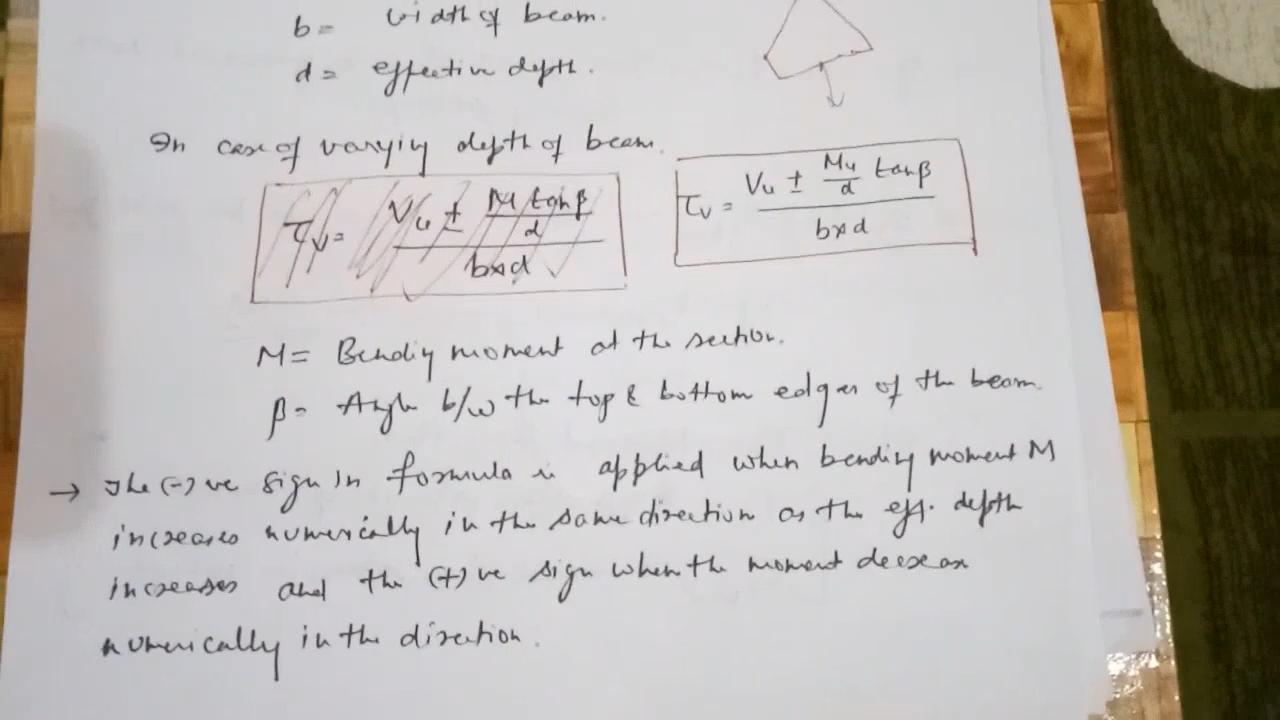 b = width of beam.
d = effective depth.
In case of varying depth of beam.
τv = Vu ± M tanβ / d / b×d
τv = Vu ± Mu/d tanβ / b×d
M = Bending moment at the section.
β = Angle b/w the top & bottom edges of the beam.
→ The (-) ve sign in formula is applied when bending moment M
increases numerically in the same direction as the eff. depth
increases and the (+) ve sign when the moment decreas
numerically in the direction.